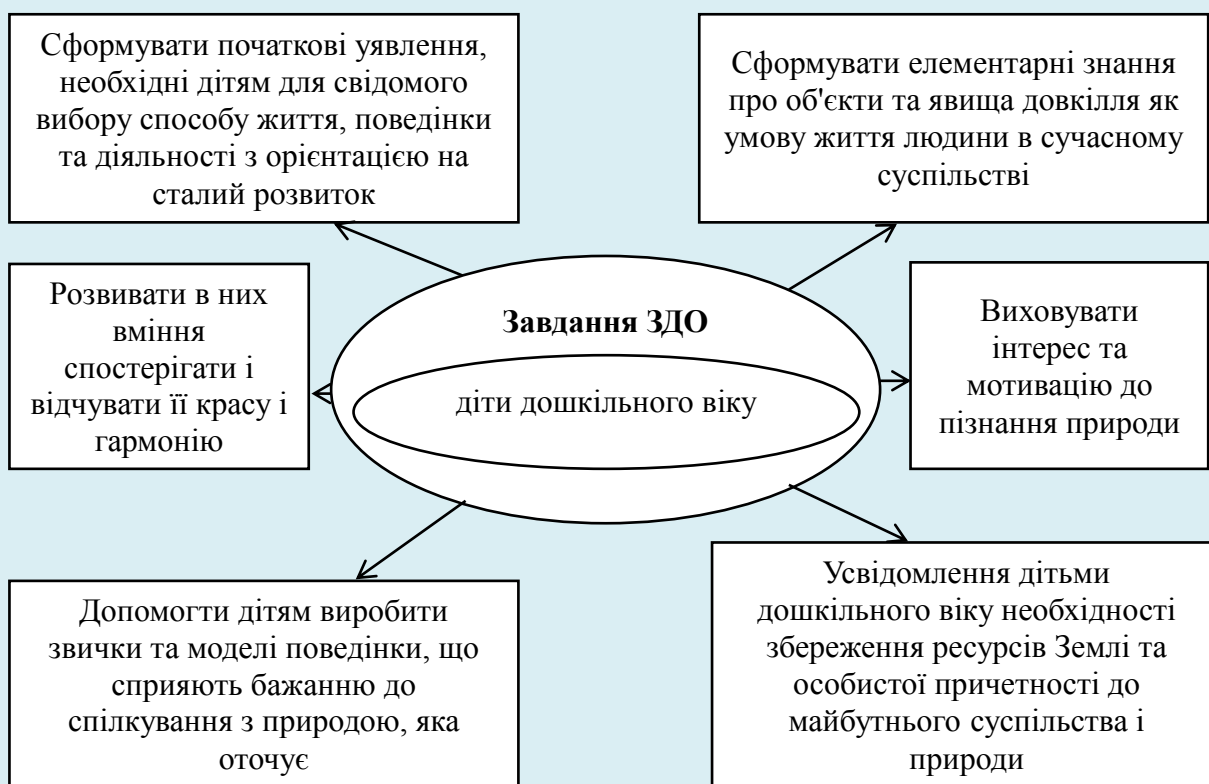 Сформувати початкові уявлення,
необхідні дітям для свідомого
вибору способу життя, поведінки
та діяльності з орієнтацією на
сталий розвиток
Сформувати елементарні знання
про об'єкти та явища довкілля як
умову життя людини в сучасному
суспільстві
Розвивати в них
вміння
спостерігати і
відчувати її красу і
гармонію
Завдання ЗДО
діти дошкільного віку
Виховувати
інтерес та
мотивацію до
пізнання природи
Допомогти дітям виробити
звички та моделі поведінки, що
сприяють бажанню до
спілкування з природою, яка
оточує
Усвідомлення дітьми
дошкільного віку необхідності
збереження ресурсів Землі та
особистої причетності до
майбутнього суспільства і
природи